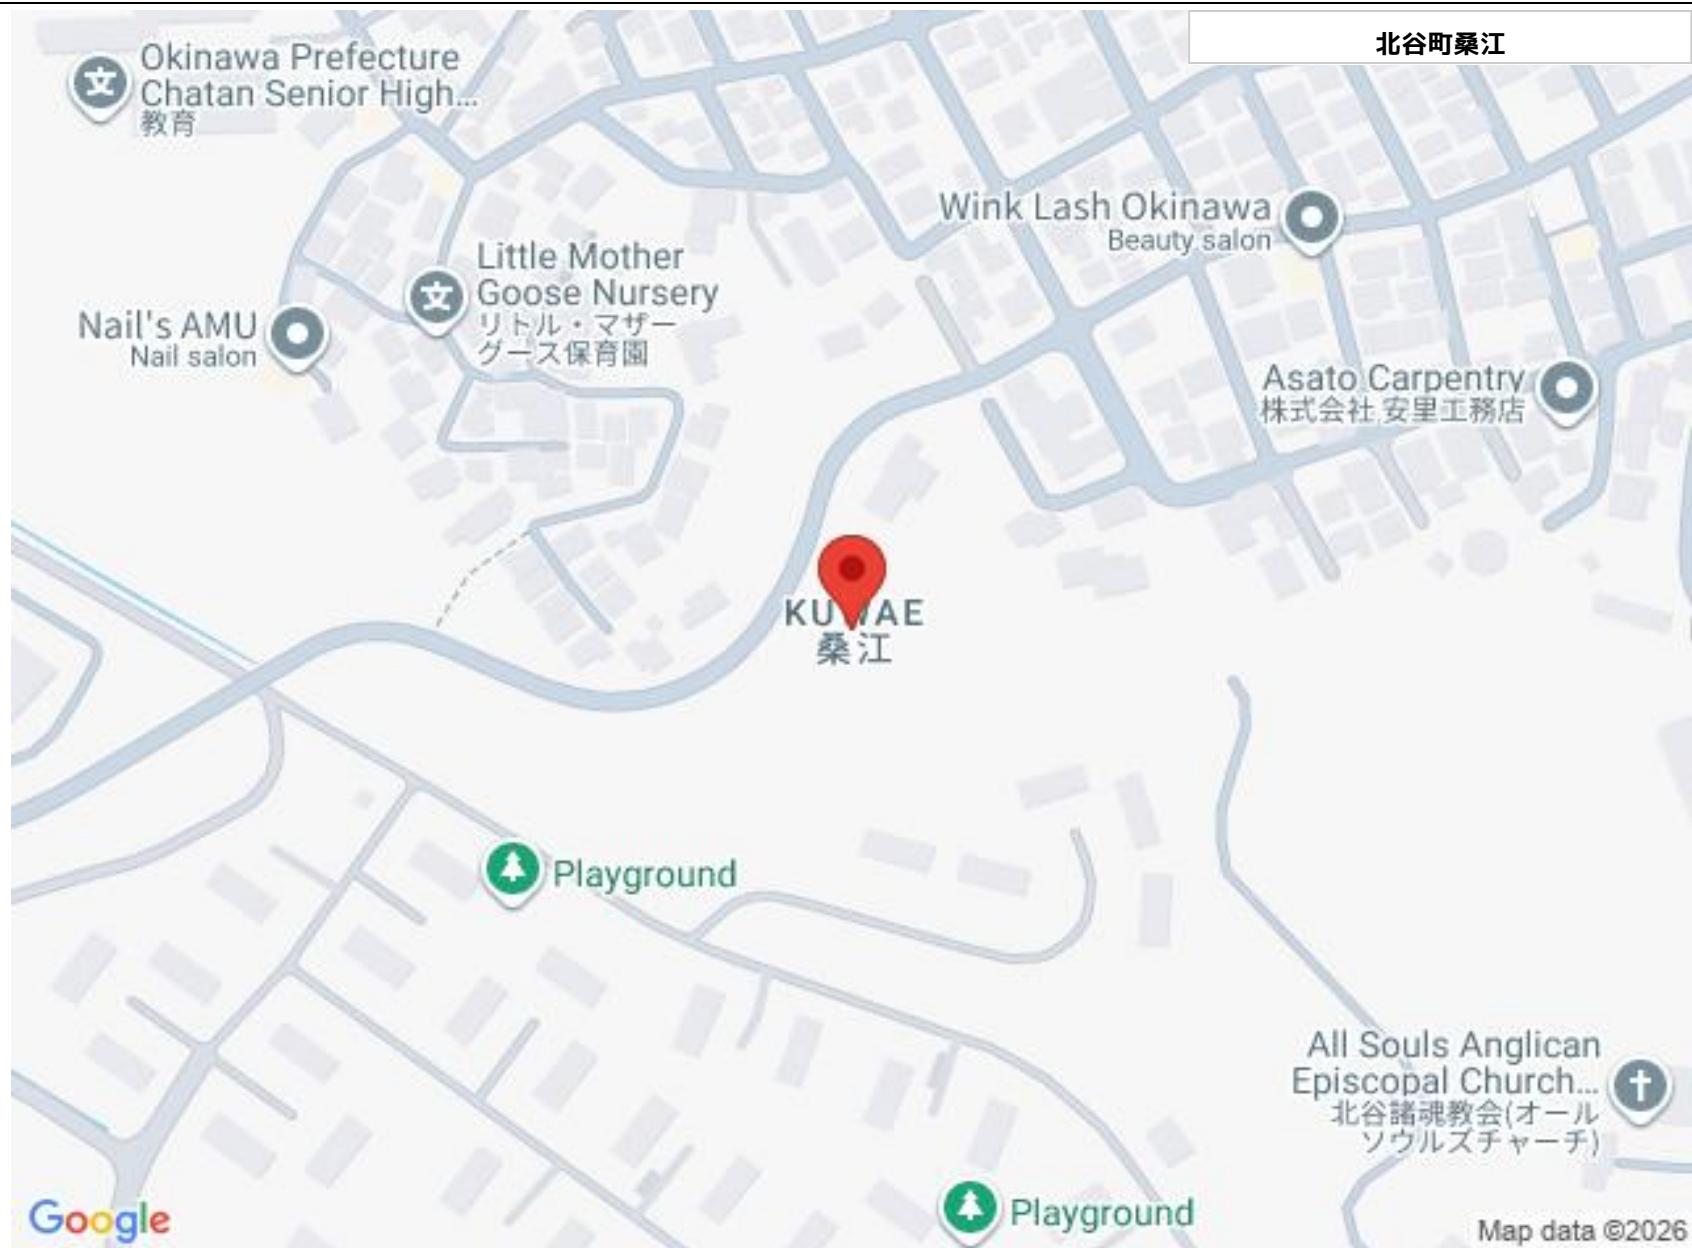 北谷町桑江
Okinawa Prefecture
Chatan Senior High...
教育
Wink Lash Okinawa
Beauty salon
Little Mother
Goose Nursery
リトル・マザー
グース保育園
Nail's AMU
Nail salon
Asato Carpentry
株式会社 安里工務店
KUWAE
桑江
Playground
All Souls Anglican
Episcopal Church...
北谷諸魂教会(オール
ソウルズチャーチ)
Playground
Google
Map data ©2026